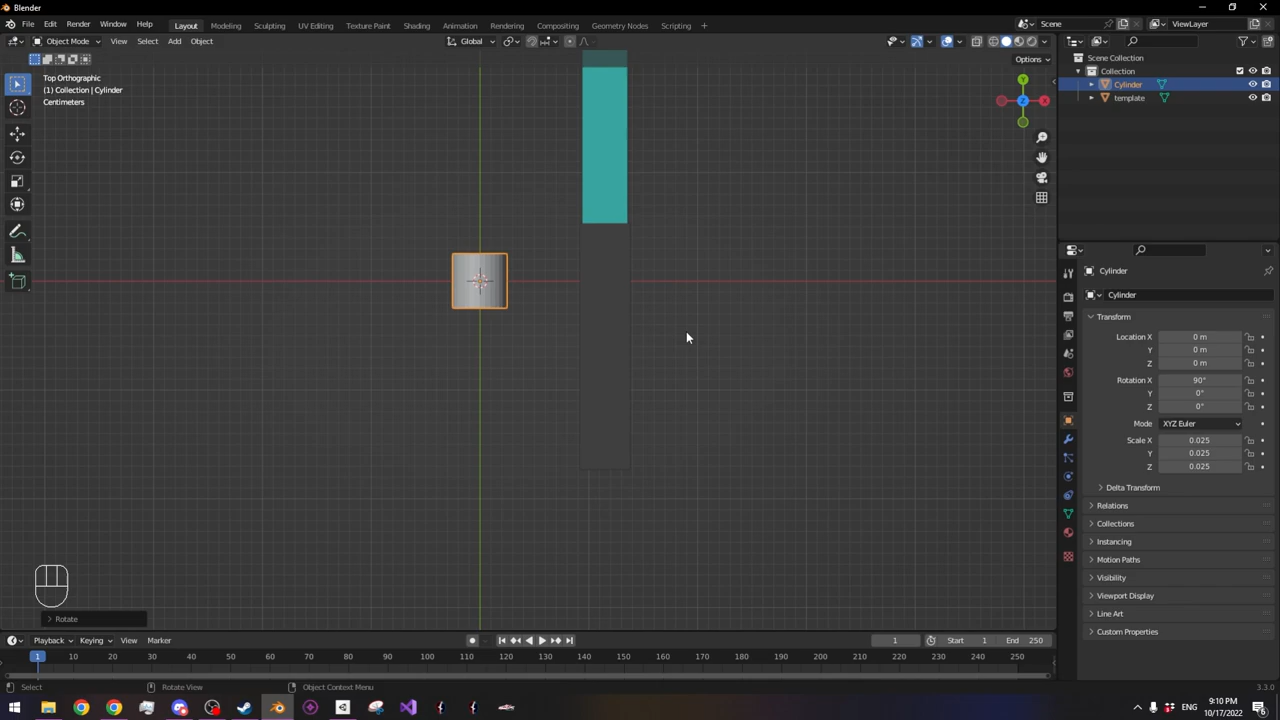 Blender
File Edit Render Window Help
Layout Modeling Sculpting UV Editing Texture Paint Shading Animation Rendering Compositing Geometry Nodes Scripting +
Scene ViewLayer
Object Mode View Select Add Object Global
Options
Top Orthographic
(1) Collection | Cylinder
Centimeters
Y
Z X
Scene Collection
Collection
Cylinder
template
Cylinder
Cylinder
Transform
Location X 0 m
Y 0 m
Z 0 m
Rotation X 90°
Y 0°
Z 0°
Mode XYZ Euler
Scale X 0.025
Y 0.025
Z 0.025
Delta Transform
Relations
Collections
Instancing
Motion Paths
Visibility
Viewport Display
Line Art
Custom Properties
Rotate
Playback Keying View Marker 1 Start 1 End 250
1 10 20 30 40 50 60 70 80 90 100 110 120 130 140 150 160 170 180 190 200 210 220 230 240 250
Select Rotate View Object Context Menu 3.3.0
ENG 9:10 PM
10/17/2022